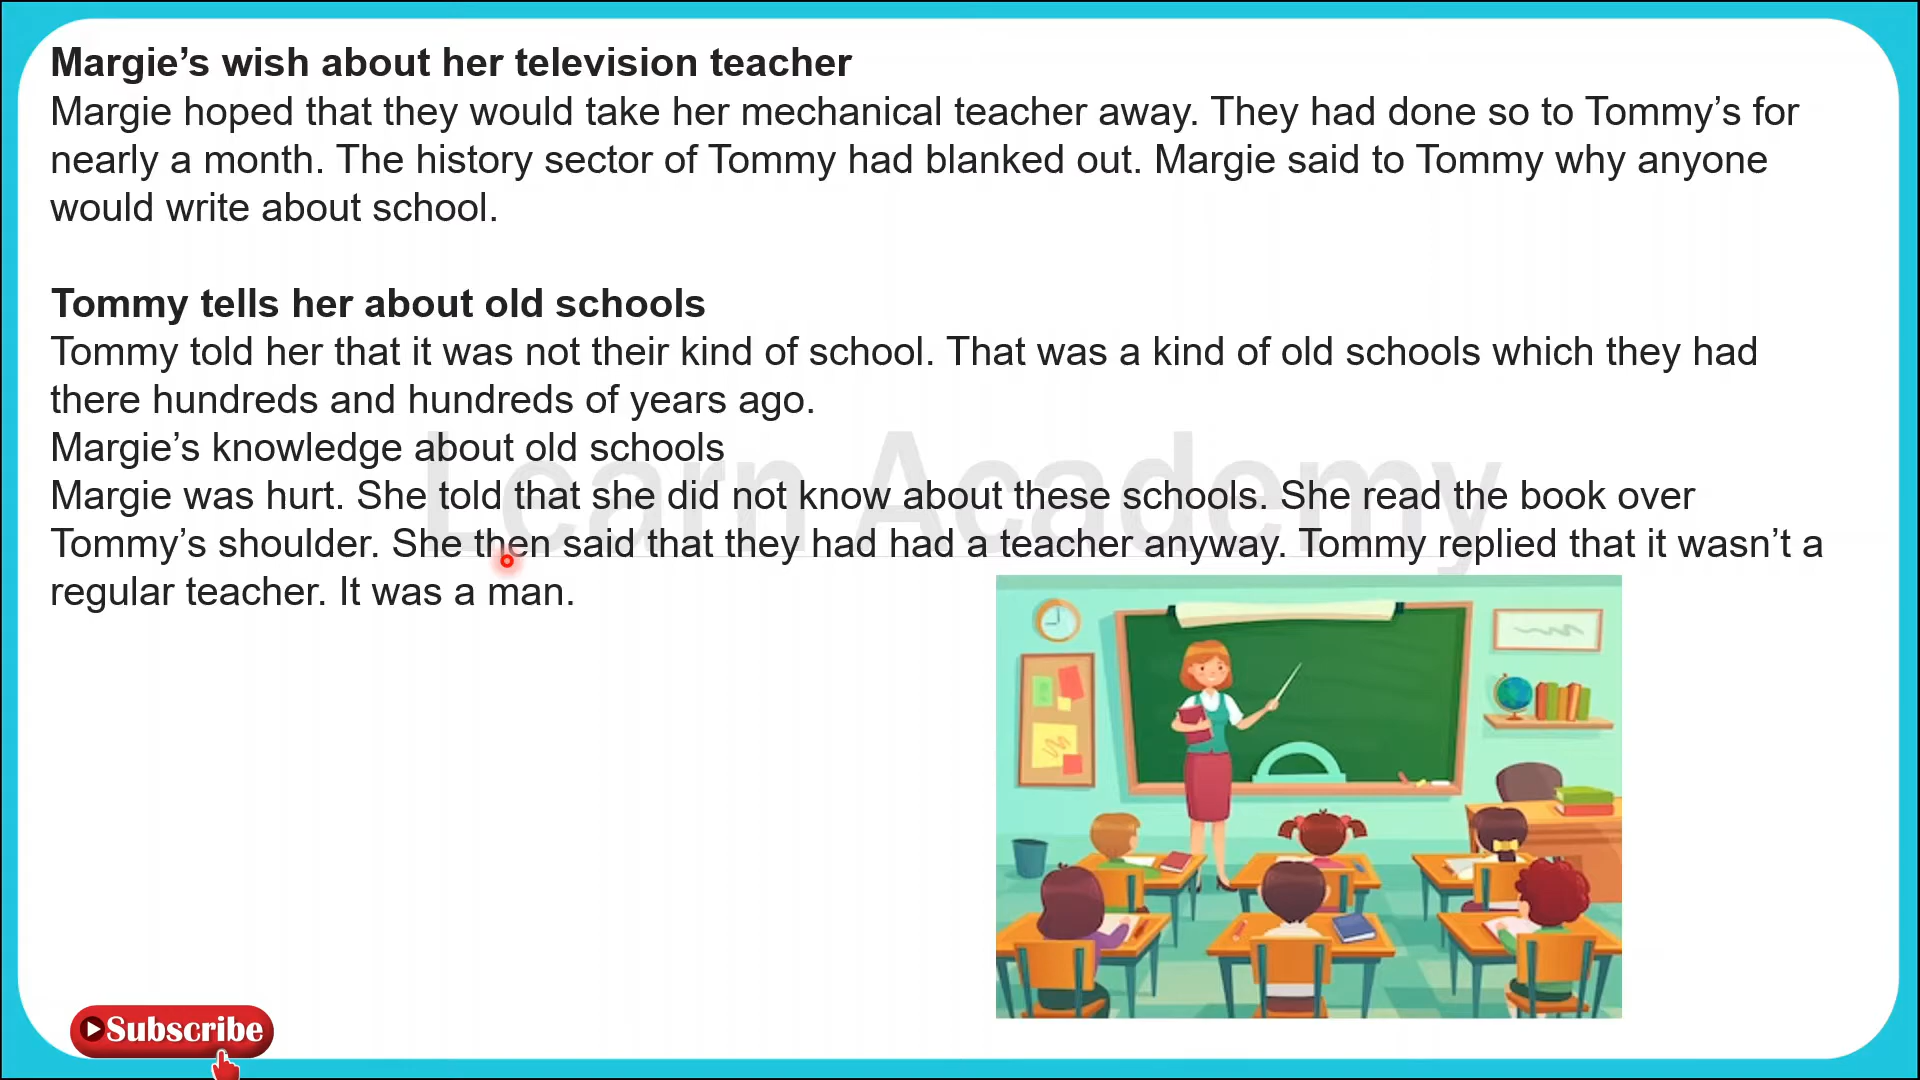 Margie’s wish about her television teacher
Margie hoped that they would take her mechanical teacher away. They had done so to Tommy’s for
nearly a month. The history sector of Tommy had blanked out. Margie said to Tommy why anyone
would write about school.
Tommy tells her about old schools
Tommy told her that it was not their kind of school. That was a kind of old schools which they had
there hundreds and hundreds of years ago.
Margie’s knowledge about old schools
Margie was hurt. She told that she did not know about these schools. She read the book over
Tommy’s shoulder. She then said that they had had a teacher anyway. Tommy replied that it wasn’t a
regular teacher. It was a man.
Learn Academy
Subscribe